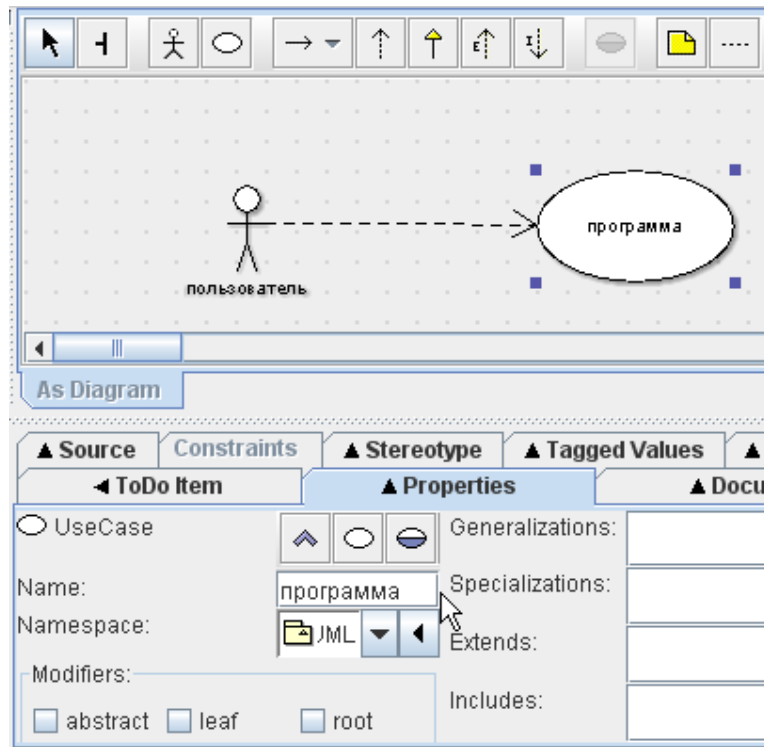 E
I
программа
пользователь
As Diagram
Source Constraints Stereotype Tagged Values
ToDo Item Properties Docu
UseCase Generalizations:
Name: программа Specializations:
Namespace: JML Extends:
Modifiers:
abstract leaf root Includes: